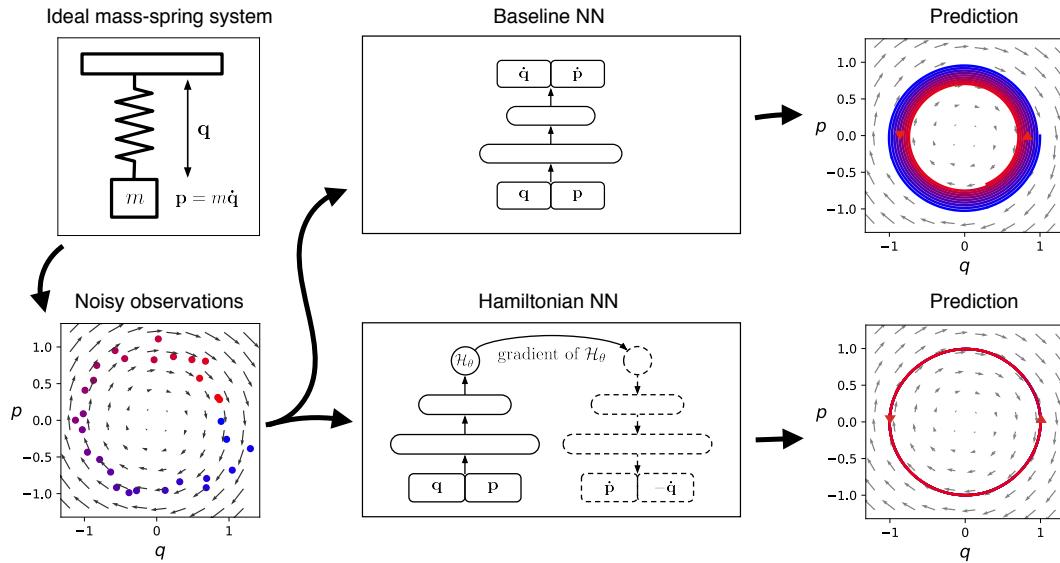 Ideal mass-spring system
q
m
p = mq̇
Baseline NN
q̇ ṗ
q p
Prediction
1.0
0.5
p 0.0
−0.5
−1.0
−1 0 1
q
Noisy observations
1.0
0.5
p 0.0
−0.5
−1.0
−1 0 1
q
Hamiltonian NN
ℋ_θ gradient of ℋ_θ
q p ṗ −q̇
Prediction
1.0
0.5
p 0.0
−0.5
−1.0
−1 0 1
q